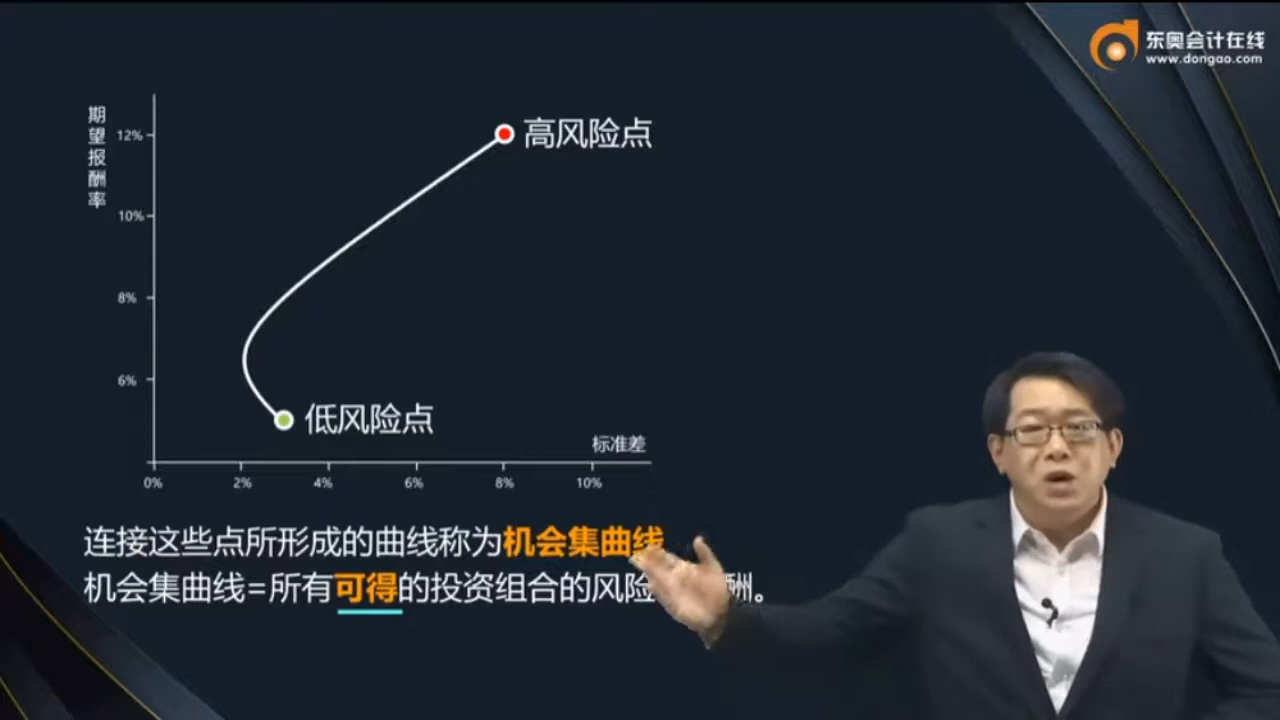 东奥会计在线
www.dongao.com
期望报酬率
12%
高风险点
10%
8%
6%
低风险点
标准差
0%
2%
4%
6%
8%
10%
连接这些点所形成的曲线称为机会集曲线
机会集曲线=所有可得的投资组合的风险 酬。